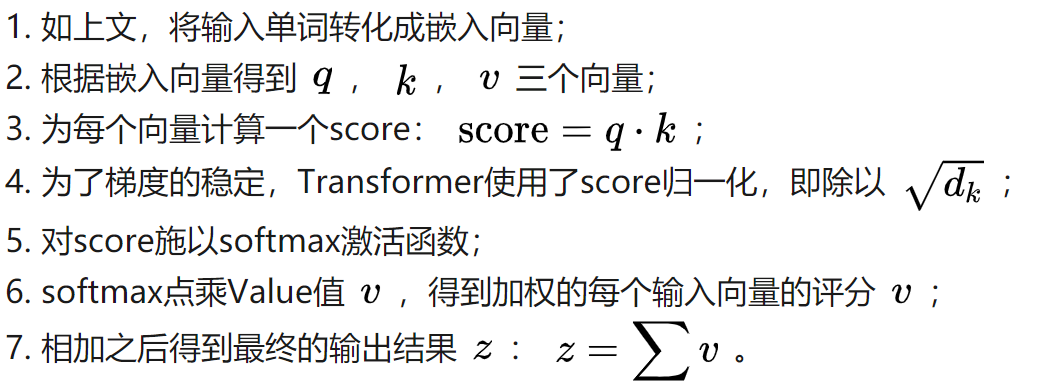 1. 如上文，将输入单词转化成嵌入向量；
2. 根据嵌入向量得到 q ， k ， v 三个向量；
3. 为每个向量计算一个score： score = q · k ；
4. 为了梯度的稳定，Transformer使用了score归一化，即除以 √d_k ；
5. 对score施以softmax激活函数；
6. softmax点乘Value值 v ，得到加权的每个输入向量的评分 v ；
7. 相加之后得到最终的输出结果 z ： z = ∑ v 。